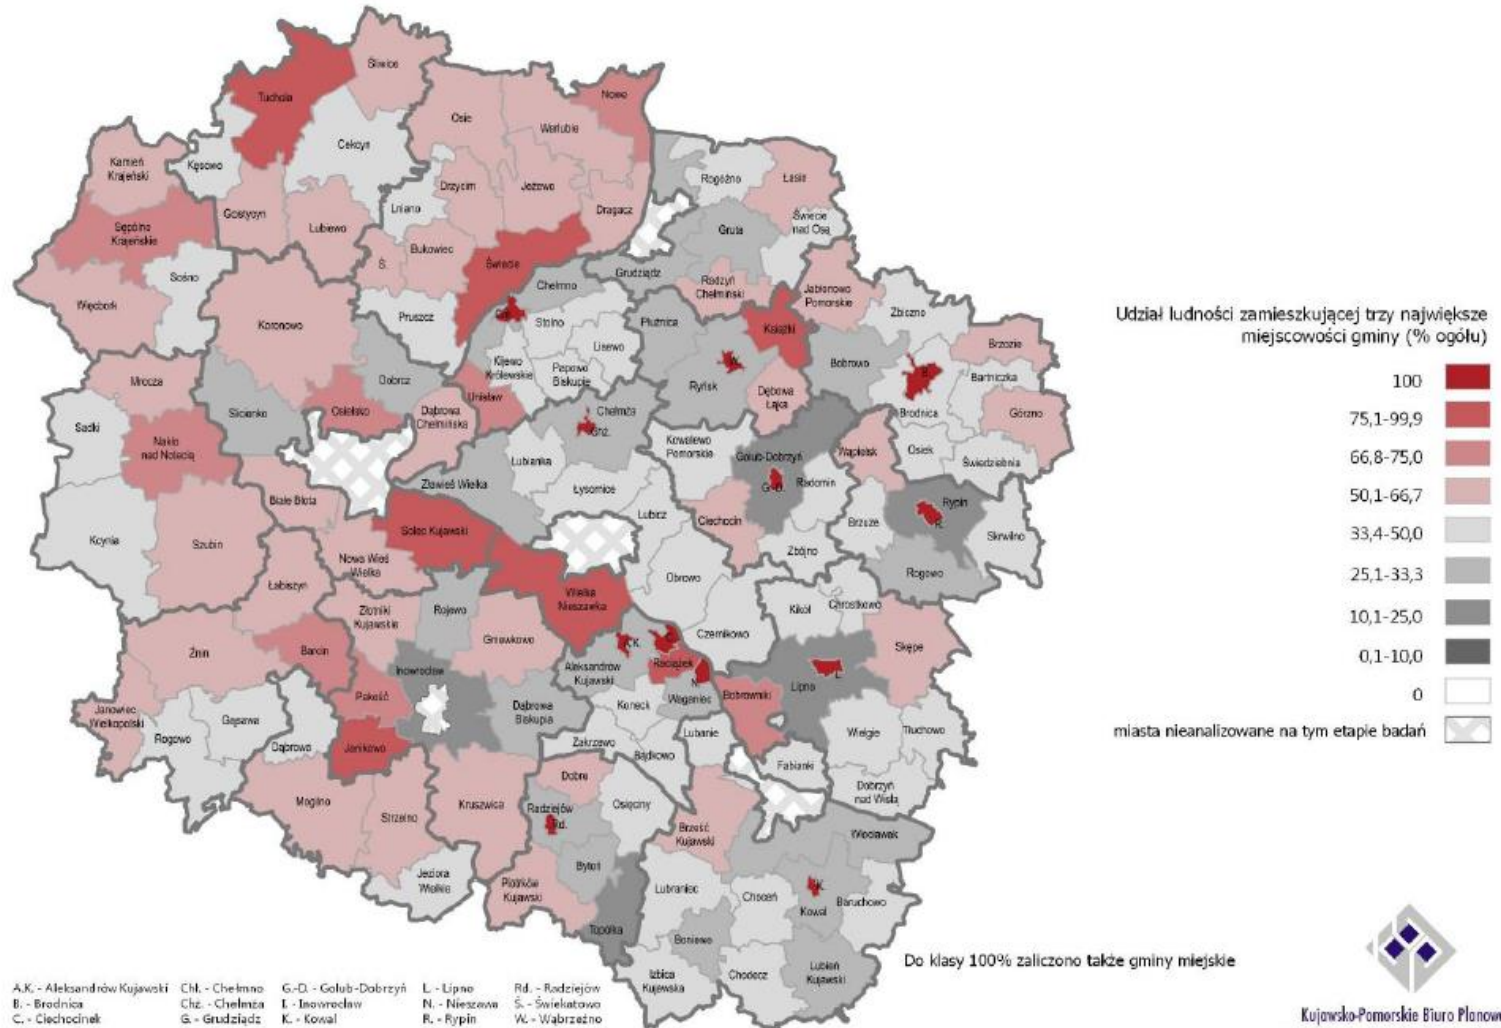 Śliwice
Tuchola
Nowe
Osie
Warlubie
Cekcyn
Kamień
Krajeński
Kęsowo
Rogóźno
Łasin
Drzycim
Jeżewo
Lniano
Dragacz
Gostycyn
Sępólno
Krajeńskie
Lubiewo
Świecie
nad Osą
Gruta
Bukowiec
Ś.
Świecie
Sośno
Grudziądz
Chełmno
Radzyń
Chełmiński
Jabłonowo
Pomorskie
Więcbork
Koronowo
Pruszcz
Chł.
Stolno
Płużnica
Książki
Zbiczno
Lisewo
Brzozie
Kijewo
Królewskie
Papowo
Biskupie
W.
Bobrowo
B.
Bartniczka
Mrocza
Dobrcz
Unisław
Ryńsk
Dębowa
Łąka
Sicienko
Osielsko
Dąbrowa
Chełmińska
Chełmża
Chż.
Brodnica
Górzno
Sadki
Nakło
nad Notecią
Kowalewo
Pomorskie
Wąpielsk
Osiek
Świedziebnia
Lubianka
Golub-Dobrzyń
Zławieś Wielka
Łysomice
G.-D.
Radomin
Białe Błota
Rypin
R.
Lubicz
Ciechocin
Brzuze
Solec Kujawski
Kcynia
Szubin
Skrwilno
Nowa Wieś
Wielka
Zbójno
Łabiszyn
Obrowo
Rogowo
Wielka
Nieszawka
Złotniki
Kujawskie
Rojewo
Kikół
Chrostkowo
Gniewkowo
Czernikowo
A.K.
C.
Żnin
Barcin
Skępe
Inowrocław
Aleksandrów
Kujawski
Raciążek
L.
N.
Lipno
Pakość
Waganiec
Bobrowniki
Janowiec
Wielkopolski
Dąbrowa
Biskupia
Koneck
Gąsawa
Rogowo
Dąbrowa
Janikowo
Zakrzewo
Lubanie
Wielgie
Tłuchowo
Bądkowo
Fabianki
Dobre
Dobrzyń
nad Wisłą
Mogilno
Strzelno
Kruszwica
Radziejów
Rd.
Osięciny
Brześć
Kujawski
Włocławek
Bytoń
Jeziora
Wielkie
Piotrków
Kujawski
Lubraniec
Choceń
K.
Kowal
Baruchowo
Topólka
Boniewo
Izbica
Kujawska
Chodecz
Lubień
Kujawski
Udział ludności zamieszkującej trzy największe
miejscowości gminy (% ogółu)
100
75,1-99,9
66,8-75,0
50,1-66,7
33,4-50,0
25,1-33,3
10,1-25,0
0,1-10,0
0
miasta nieanalizowane na tym etapie badań
Do klasy 100% zaliczono także gminy miejskie
A.K. - Aleksandrów Kujawski Chł. - Chełmno G.-D. - Golub-Dobrzyń L. - Lipno Rd. - Radziejów
B. - Brodnica Chż. - Chełmża I. - Inowrocław N. - Nieszawa Ś. - Świekatowo
C. - Ciechocinek G. - Grudziądz K. - Kowal R. - Rypin W. - Wąbrzeźno
Kujawsko-Pomorskie Biuro Planowa